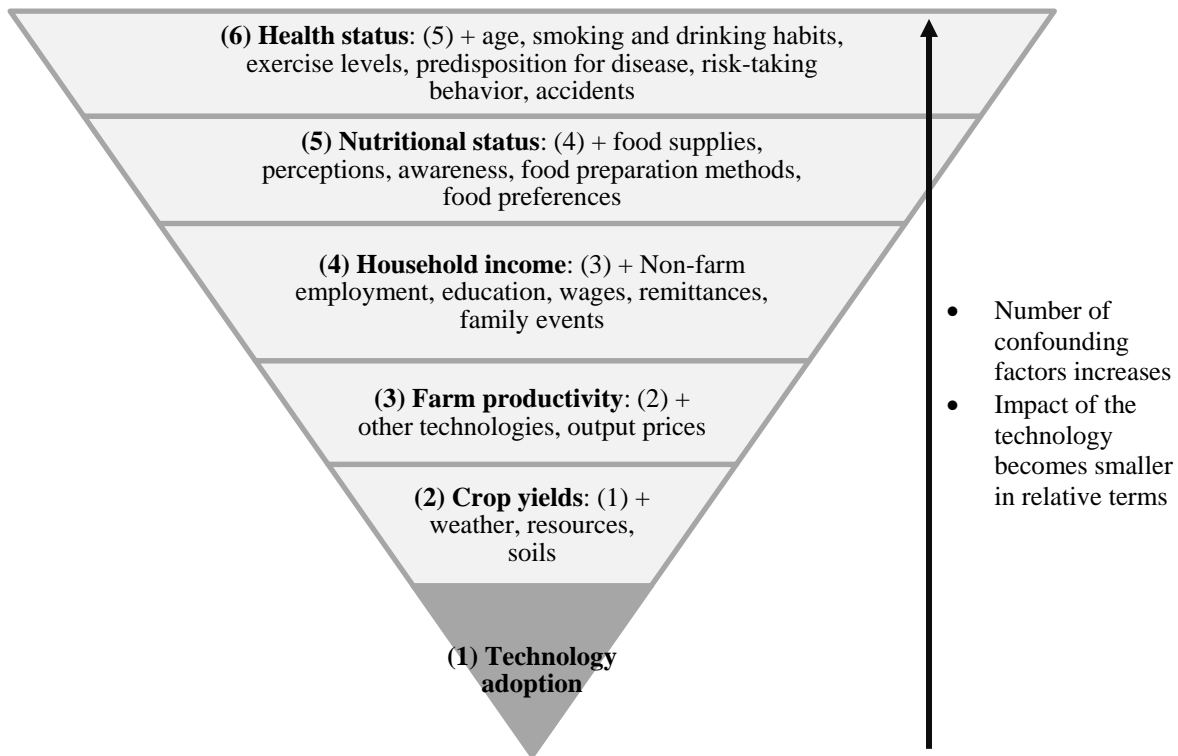 (6) Health status: (5) + age, smoking and drinking habits,
exercise levels, predisposition for disease, risk-taking
behavior, accidents
(5) Nutritional status: (4) + food supplies,
perceptions, awareness, food preparation methods,
food preferences
(4) Household income: (3) + Non-farm
employment, education, wages, remittances,
family events
(3) Farm productivity: (2) +
other technologies, output prices
(2) Crop yields: (1) +
weather, resources,
soils
(1) Technology
adoption
• Number of
confounding
factors increases
• Impact of the
technology
becomes smaller
in relative terms